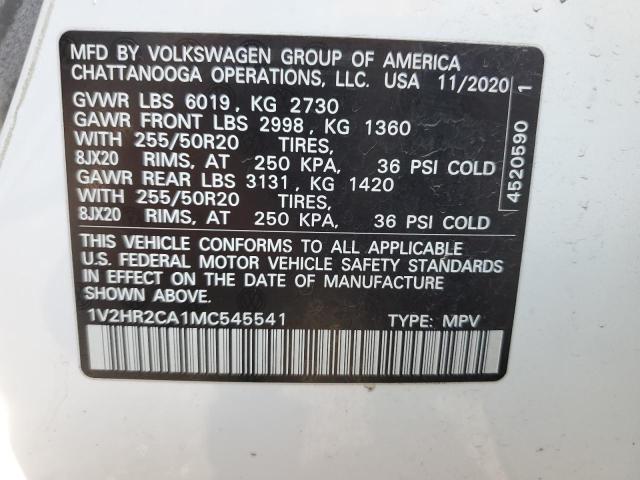 MFD BY VOLKSWAGEN GROUP OF AMERICA
CHATTANOOGA OPERATIONS, LLC. USA 11/2020
GVWR LBS 6019, KG 2730
GAWR FRONT LBS 2998, KG 1360
WITH 255/50R20 TIRES,
8JX20 RIMS, AT 250 KPA, 36 PSI COLD
GAWR REAR LBS 3131, KG 1420
WITH 255/50R20 TIRES,
8JX20 RIMS, AT 250 KPA, 36 PSI COLD
THIS VEHICLE CONFORMS TO ALL APPLICABLE
U.S. FEDERAL MOTOR VEHICLE SAFETY STANDARDS
IN EFFECT ON THE DATE OF MANUFACTURE
1V2HR2CA1MC545541 TYPE: MPV
4520590 1